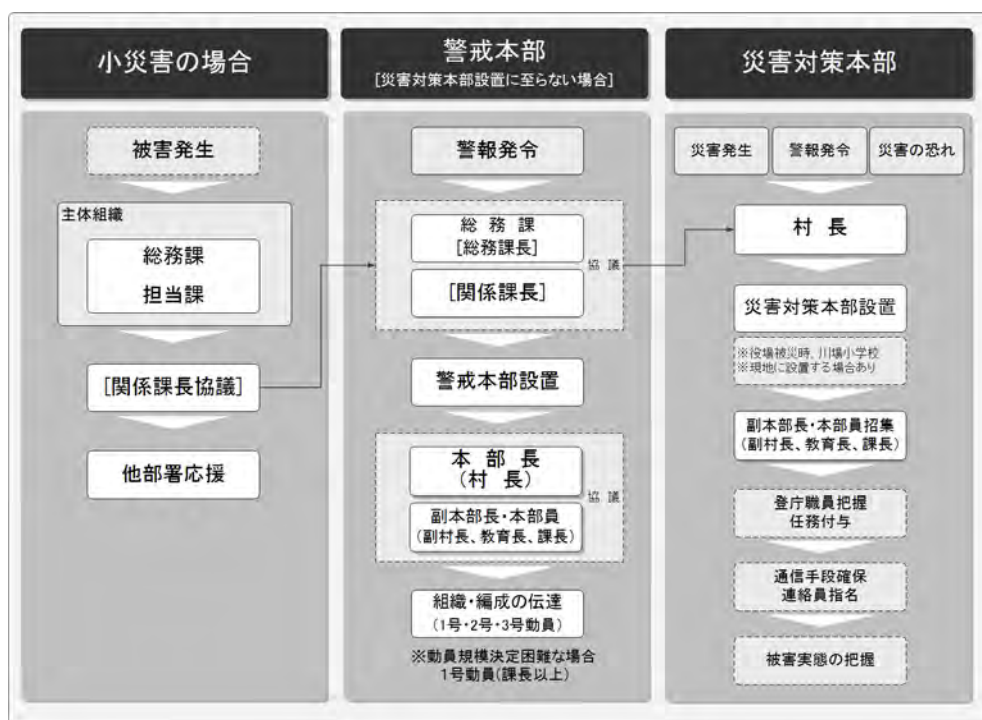 小災害の場合
被害発生
主体組織
総務課
担当課
[関係課長協議]
他部署応援
警戒本部
[災害対策本部設置に至らない場合]
警報発令
総 務 課
[総務課長]
[関係課長]
協 議
警戒本部設置
本 部 長
(村 長)
副本部長・本部員
(副村長、教育長、課長)
協 議
組織・編成の伝達
(1号・2号・3号動員)
※動員規模決定困難な場合
1号動員(課長以上)
災害対策本部
災害発生
警報発令
災害の恐れ
村 長
災害対策本部設置
※役場被災時、川場小学校
※現地に設置する場合あり
副本部長・本部員招集
(副村長、教育長、課長)
登庁職員把握
任務付与
通信手段確保
連絡員指名
被害実態の把握